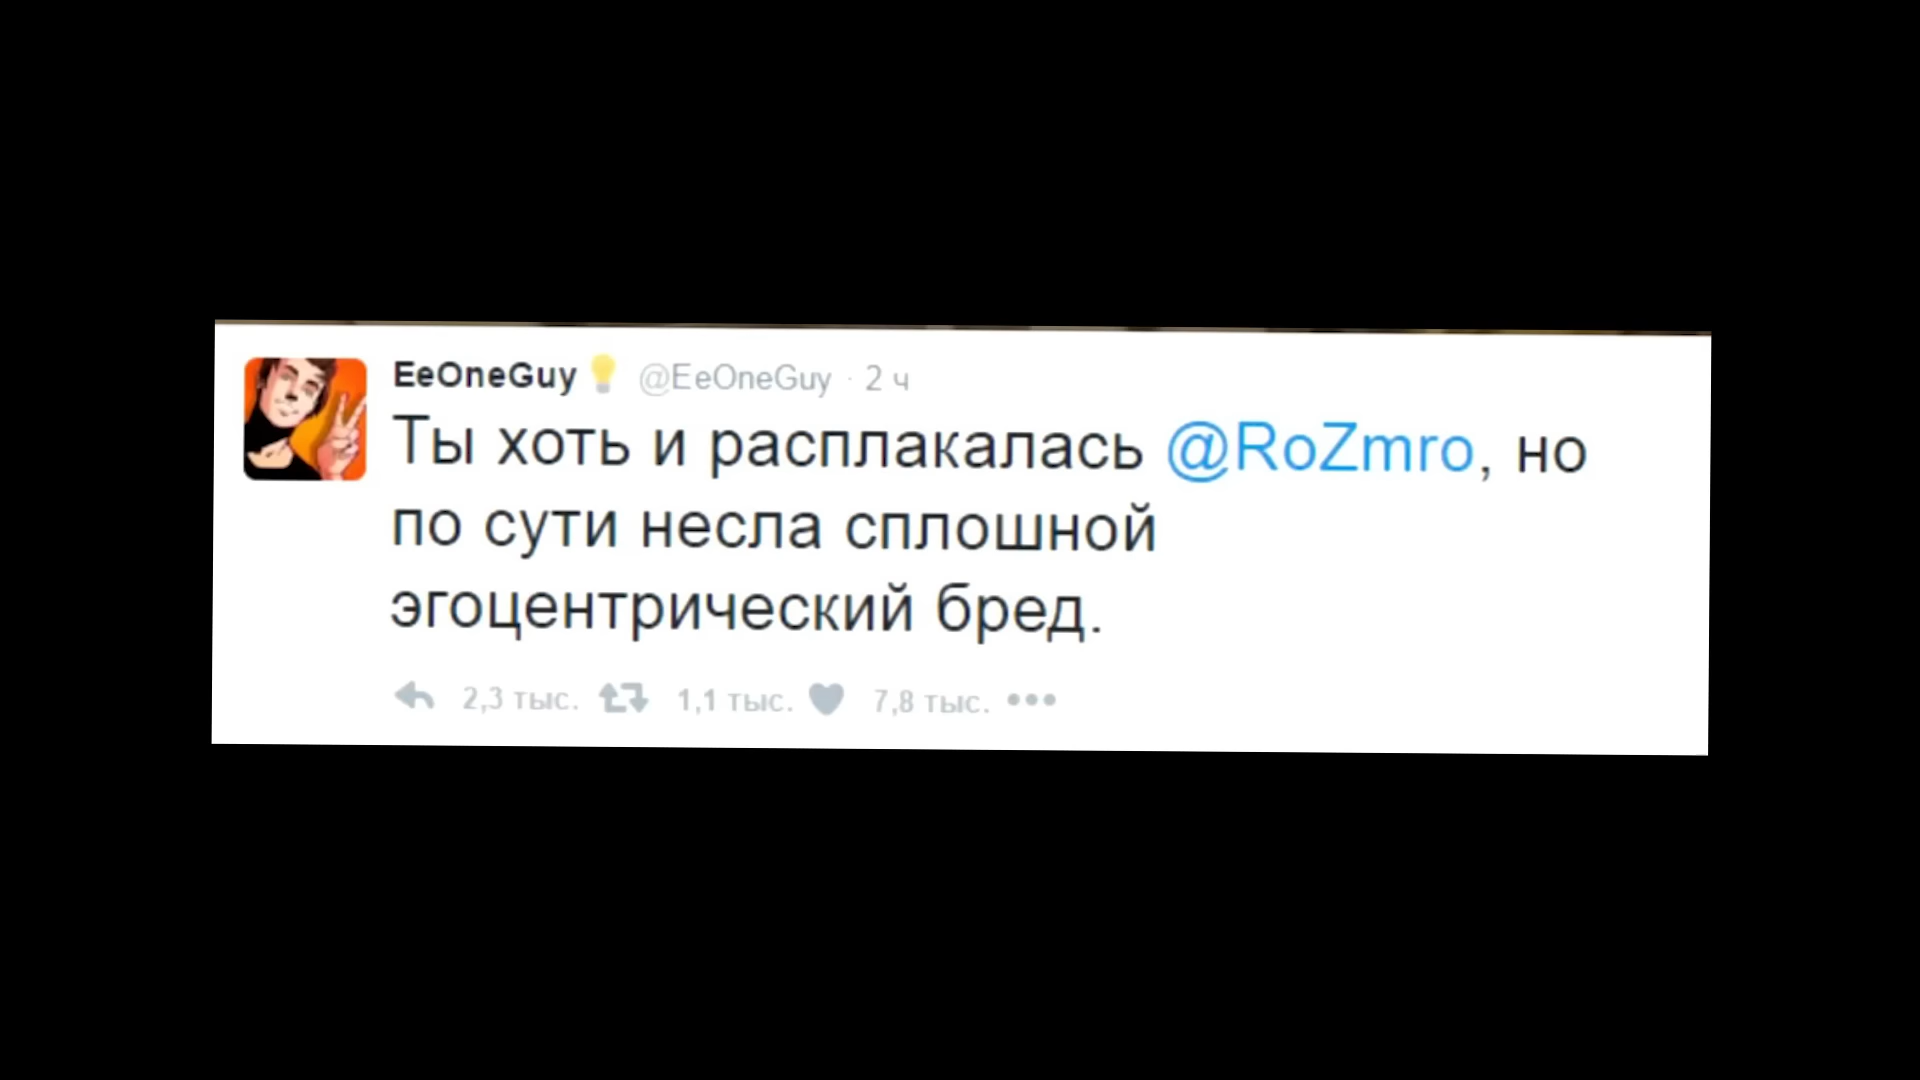 EeOneGuy💡 @EeOneGuy · 2 ч
Ты хоть и расплакалась @RoZmro, но
по сути несла сплошной
эгоцентрический бред.
2,3 тыс. 1,1 тыс. 7,8 тыс.